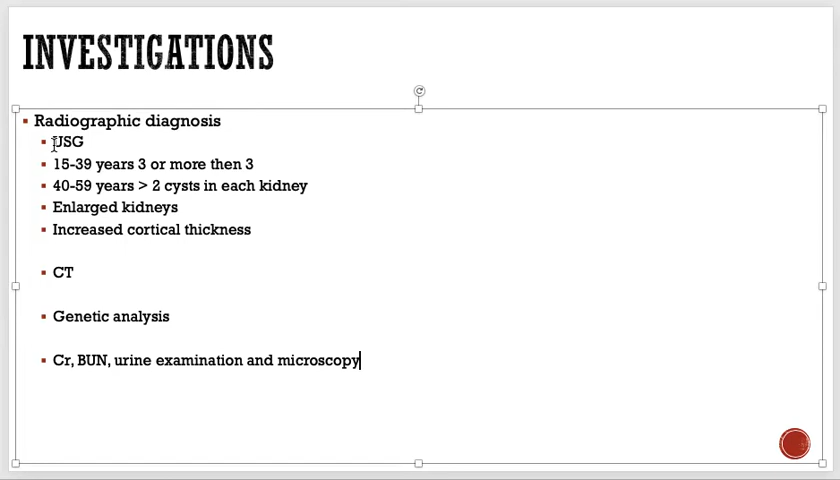 INVESTIGATIONS
Radiographic diagnosis
USG
15-39 years 3 or more then 3
40-59 years > 2 cysts in each kidney
Enlarged kidneys
Increased cortical thickness
CT
Genetic analysis
Cr, BUN, urine examination and microscopy